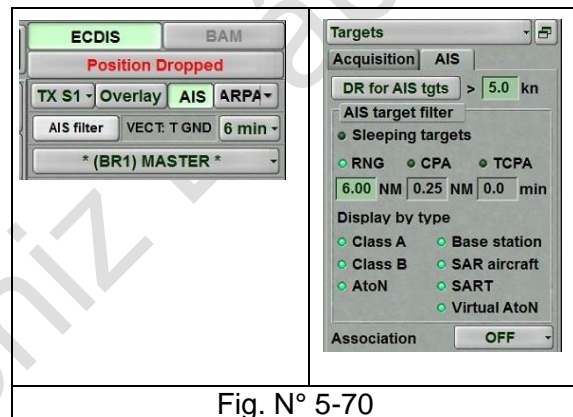 ECDIS BAM
Position Dropped
TX S1 Overlay AIS ARPA
AIS filter VECT: T GND 6 min
* (BR1) MASTER *
Targets
Acquisition AIS
DR for AIS tgts > 5.0 kn
AIS target filter
Sleeping targets
RNG CPA TCPA
6.00 NM 0.25 NM 0.0 min
Display by type
Class A Base station
Class B SAR aircraft
AtoN SART
Virtual AtoN
Association OFF
Fig. N° 5-70